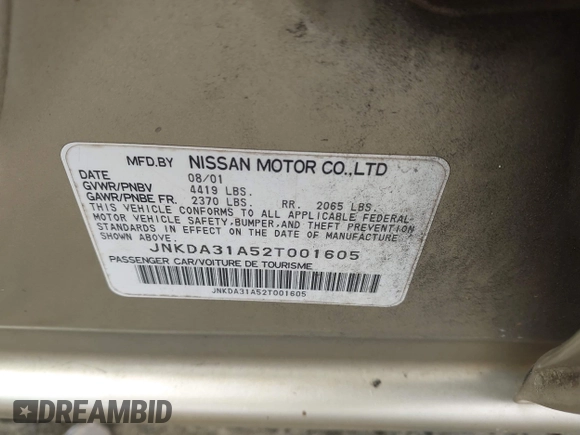 MFD.BY NISSAN MOTOR CO.,LTD
DATE 08/01
GVWR/PNBV 4419 LBS.
GAWR/PNBE FR. 2370 LBS. RR. 2065 LBS.
THIS VEHICLE CONFORMS TO ALL APPLICABLE FEDERAL
MOTOR VEHICLE SAFETY,BUMPER,AND THEFT PREVENTION
STANDARDS IN EFFECT ON THE DATE OF MANUFACTURE
SHOWN ABOVE.
JNKDA31A52T001605
PASSENGER CAR/VOITURE DE TOURISME
JNKDA31A52T001605
DREAMBID